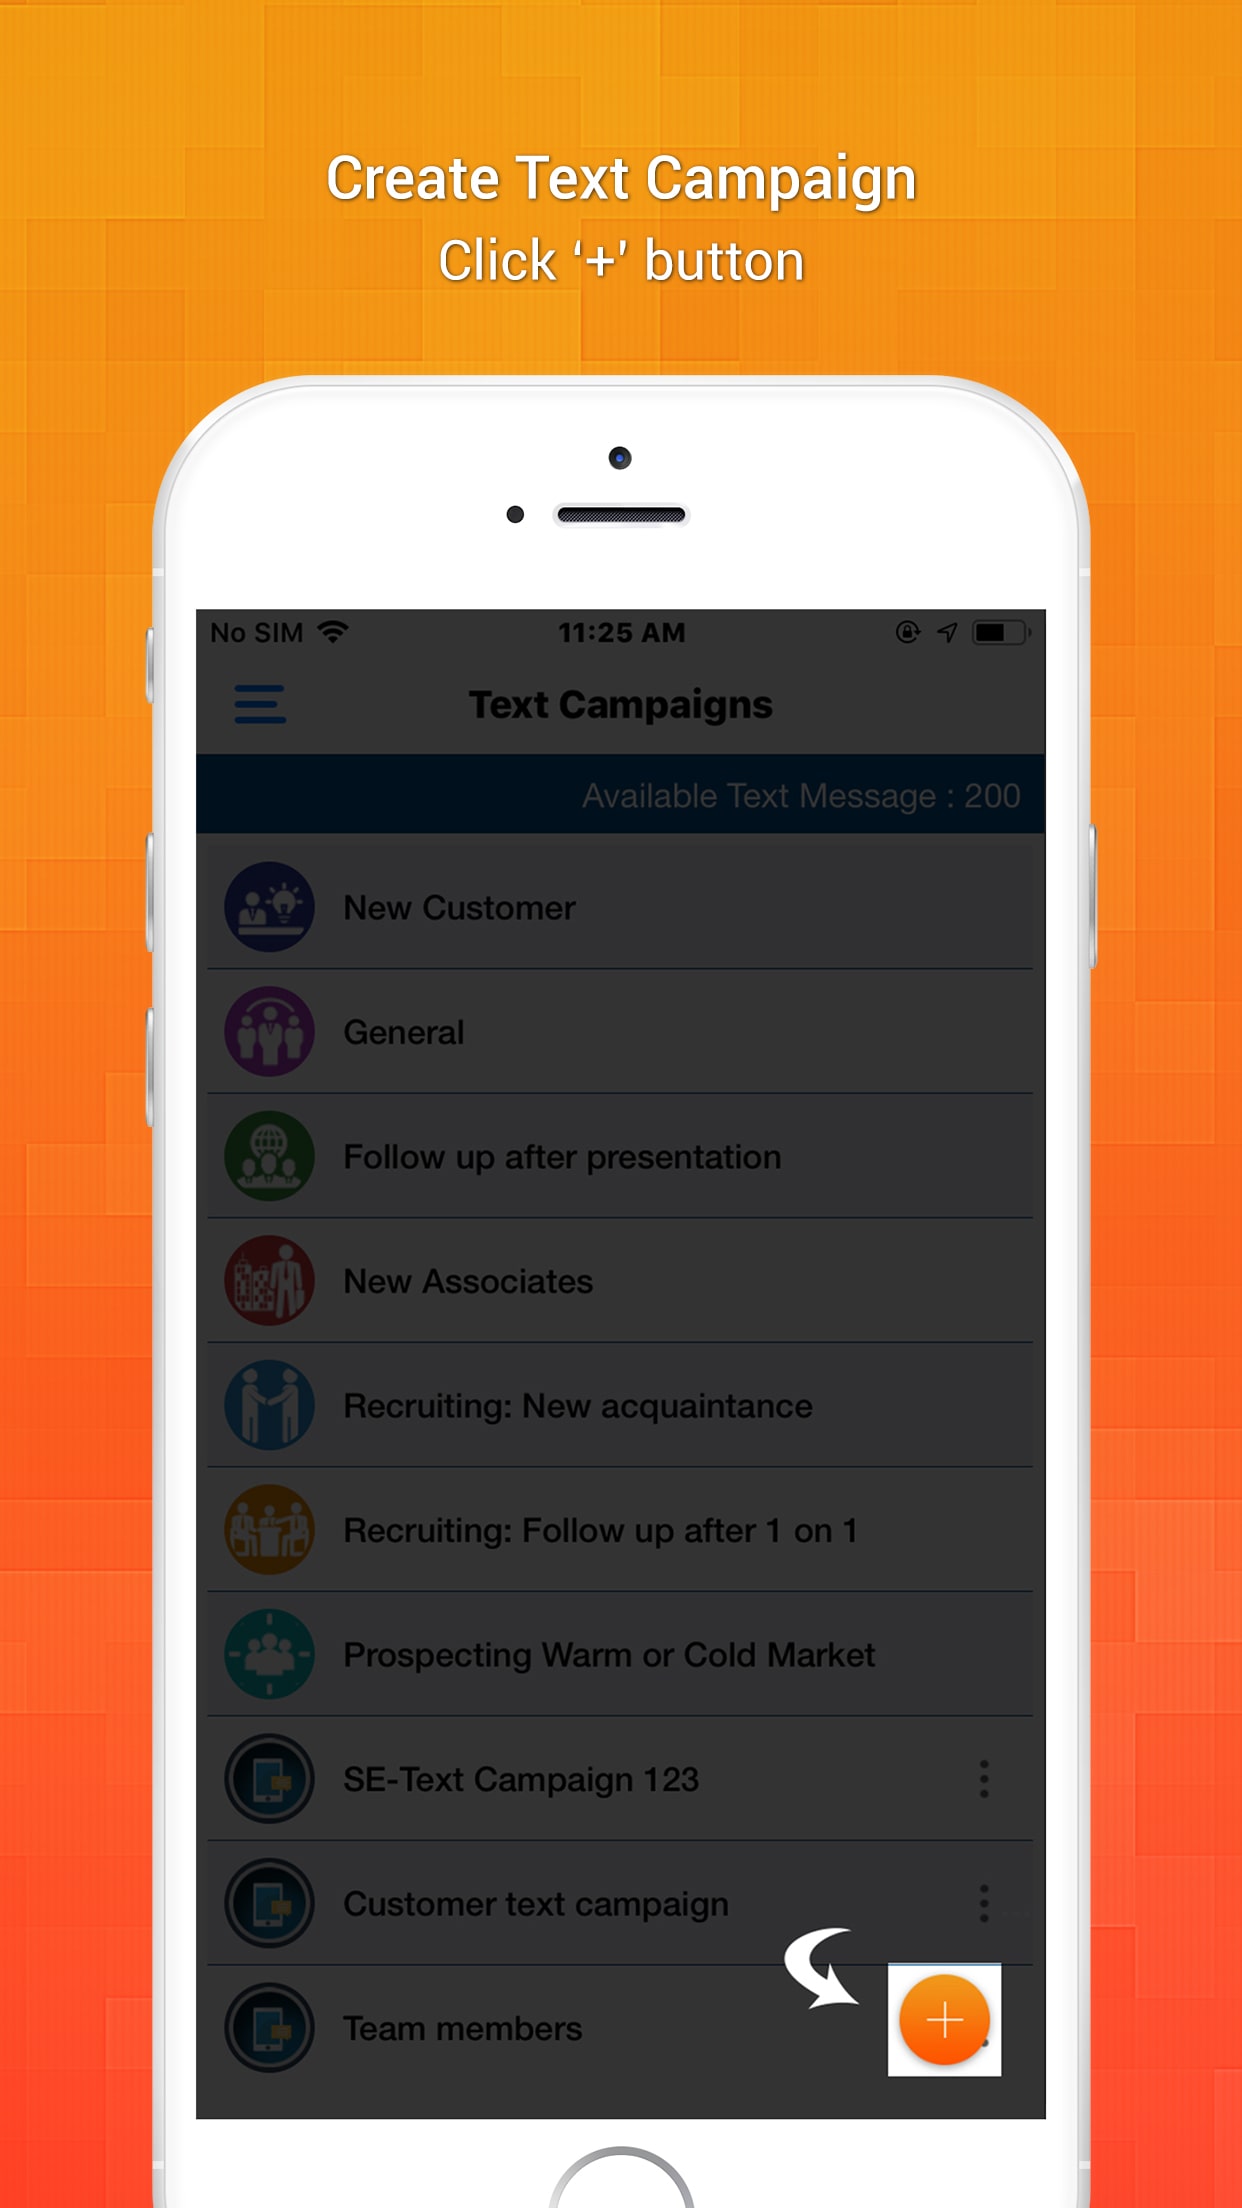 Create Text Campaign
Click ‘+’ button
No SIM 11:25 AM
Text Campaigns
Available Text Message : 200
New Customer
General
Follow up after presentation
New Associates
Recruiting: New acquaintance
Recruiting: Follow up after 1 on 1
Prospecting Warm or Cold Market
SE-Text Campaign 123
Customer text campaign
Team members